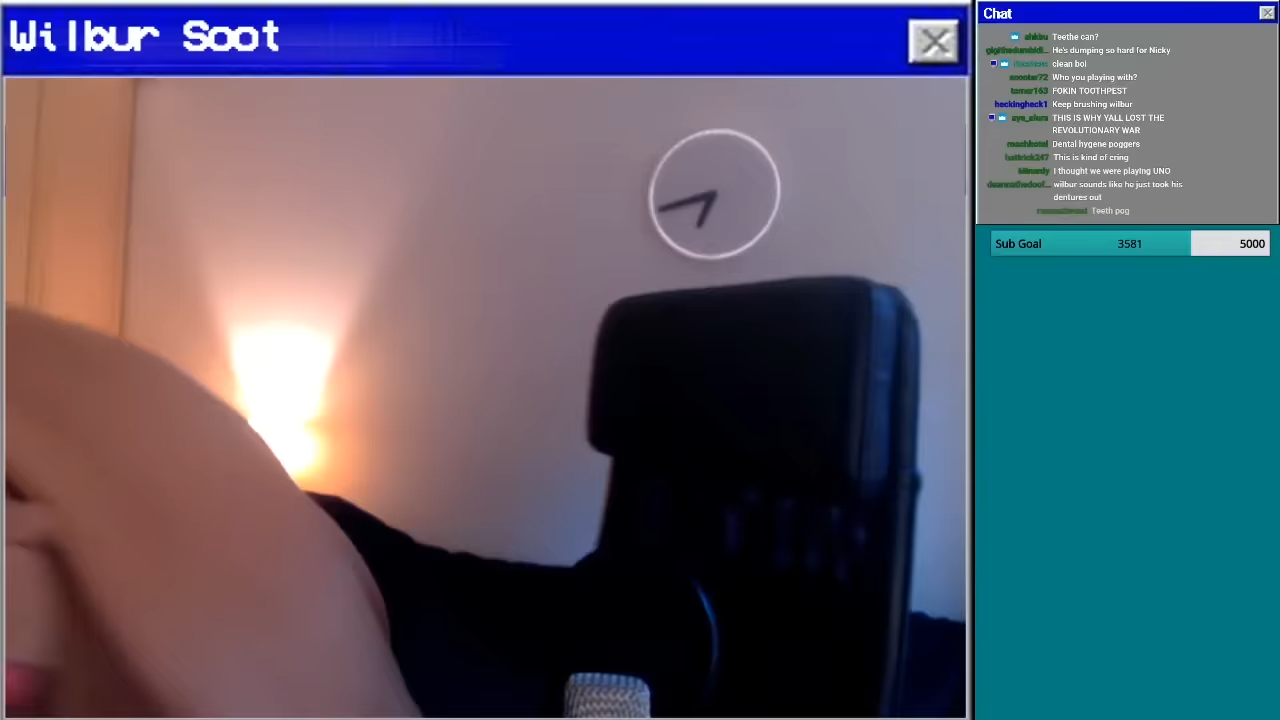 Wilbur Soot
Chat
Teethe can?
He's dumping so hard for Nicky
clean boi
Who you playing with?
tamar163 FOKIN TOOTHPEST
heckingheck1 Keep brushing wilbur
THIS IS WHY YALL LOST THE
REVOLUTIONARY WAR
Dental hygene poggers
This is kind of cring
I thought we were playing UNO
wilbur sounds like he just took his
dentures out
Teeth pog
Sub Goal 3581 5000